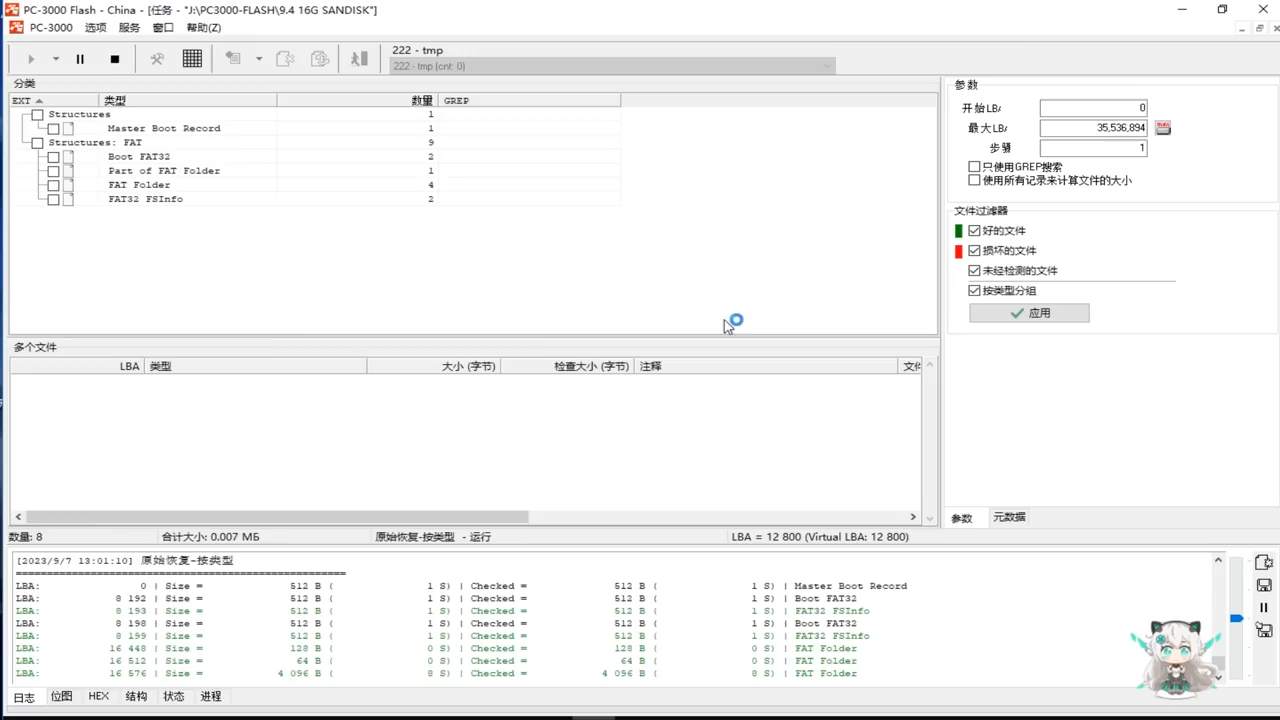 PC-3000 Flash - China - [任务 - "J:\PC3000-FLASH\9.4 16G SANDISK"]
PC-3000 选项 服务 窗口 帮助(Z)
222 - tmp
222 - tmp (cnt: 0)
分类
EXT 类型 数量 GREP
Structures 1
Master Boot Record 1
Structures: FAT 9
Boot FAT32 2
Part of FAT Folder 1
FAT Folder 4
FAT32 FSInfo 2
参数
开始LBA 0
最大LBA 35,536,894
步骤 1
只使用GREP搜索
使用所有记录来计算文件的大小
文件过滤器
好的文件
损坏的文件
未经检测的文件
按类型分组
应用
多个文件
LBA 类型 大小 (字节) 检查大小 (字节) 注释 文件
参数 元数据
数量: 8 合计大小: 0.007 МБ 原始恢复-按类型 - 运行 LBA = 12 800 (Virtual LBA: 12 800)
[2023/9/7 13:01:10] 原始恢复-按类型
==============================================
LBA: 0 | Size = 512 B ( 1 S) | Checked = 512 B ( 1 S) | Master Boot Record
LBA: 8 192 | Size = 512 B ( 1 S) | Checked = 512 B ( 1 S) | Boot FAT32
LBA: 8 193 | Size = 512 B ( 1 S) | Checked = 512 B ( 1 S) | FAT32 FSInfo
LBA: 8 198 | Size = 512 B ( 1 S) | Checked = 512 B ( 1 S) | Boot FAT32
LBA: 8 199 | Size = 512 B ( 1 S) | Checked = 512 B ( 1 S) | FAT32 FSInfo
LBA: 16 448 | Size = 128 B ( 0 S) | Checked = 128 B ( 0 S) | FAT Folder
LBA: 16 512 | Size = 64 B ( 0 S) | Checked = 64 B ( 0 S) | FAT Folder
LBA: 16 576 | Size = 4 096 B ( 8 S) | Checked = 4 096 B ( 8 S) | FAT Folder
日志 位图 HEX 结构 状态 进程